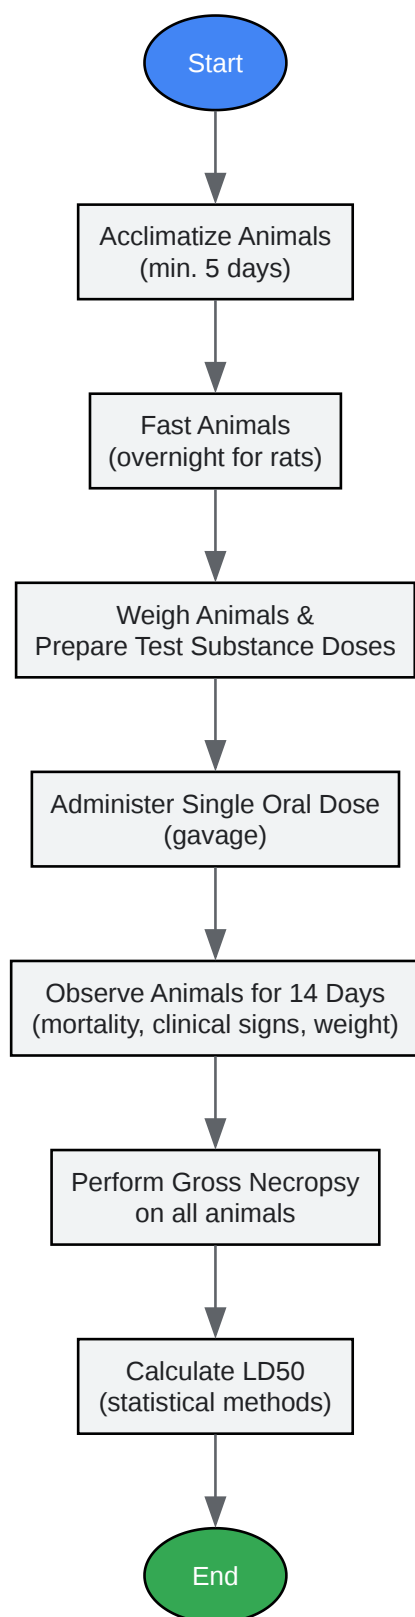 Start
Acclimatize Animals
(min. 5 days)
Fast Animals
(overnight for rats)
Weigh Animals &
Prepare Test Substance Doses
Administer Single Oral Dose
(gavage)
Observe Animals for 14 Days
(mortality, clinical signs, weight)
Perform Gross Necropsy
on all animals
Calculate LD50
(statistical methods)
End